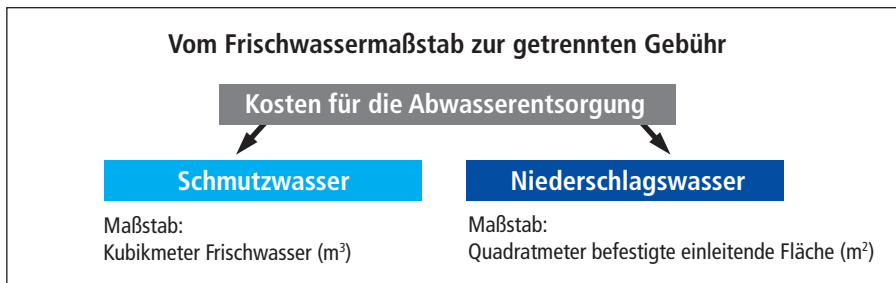 Vom Frischwassermaßstab zur getrennten Gebühr
Kosten für die Abwasserentsorgung
Schmutzwasser
Niederschlagswasser
Maßstab:
Kubikmeter Frischwasser (m³)
Maßstab:
Quadratmeter befestigte einleitende Fläche (m²)